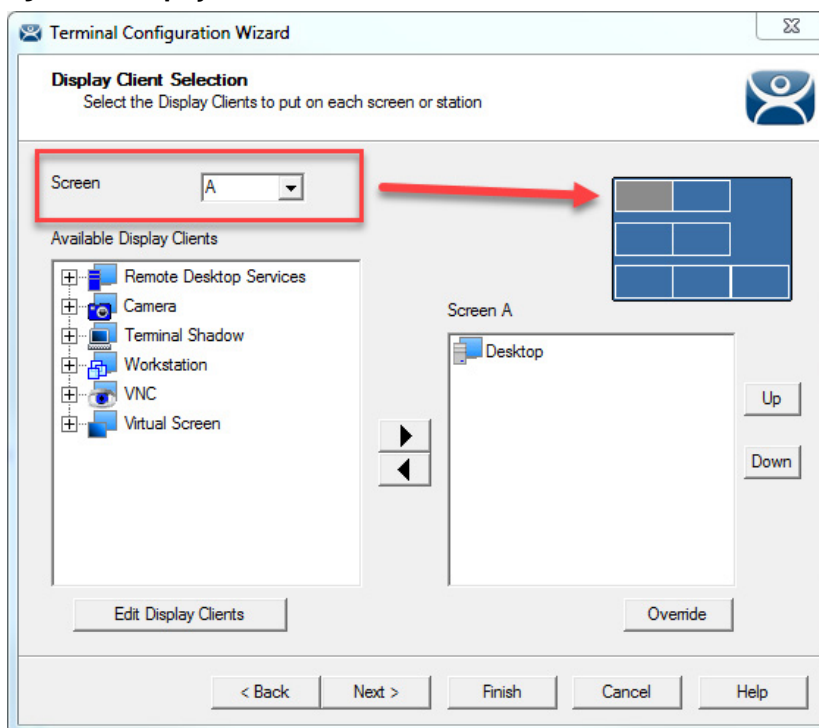 Terminal Configuration Wizard
Display Client Selection
Select the Display Clients to put on each screen or station
Screen
A
Available Display Clients
Remote Desktop Services
Camera
Terminal Shadow
Workstation
VNC
Virtual Screen
Screen A
Desktop
Up
Down
Edit Display Clients
Override
< Back
Next >
Finish
Cancel
Help